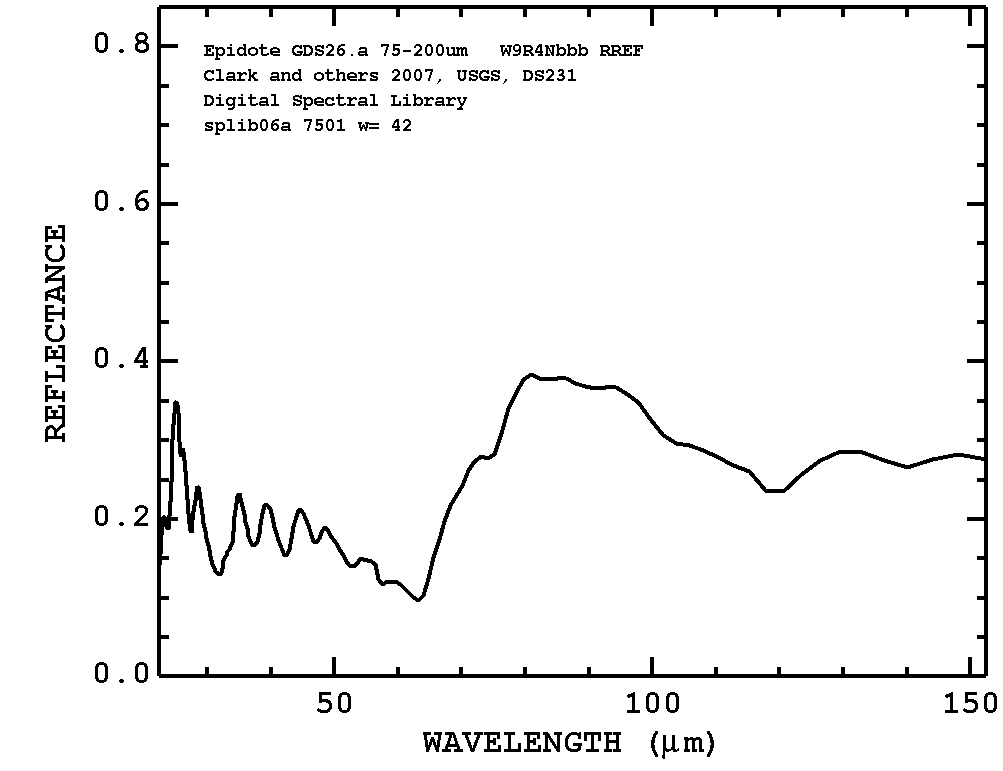 0.8
Epidote GDS26.a 75-200um W9R4Nbbb RREF
Clark and others 2007, USGS, DS231
Digital Spectral Library
splib06a 7501 w= 42
0.6
REFLECTANCE
0.4
0.2
0.0
50 100 150
WAVELENGTH (μm)